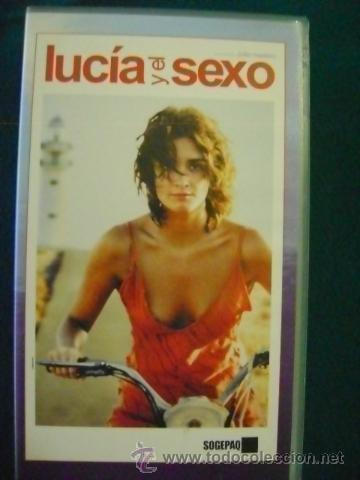 lucía y el sexo
SOGEPAQ
www.todocoleccion.net